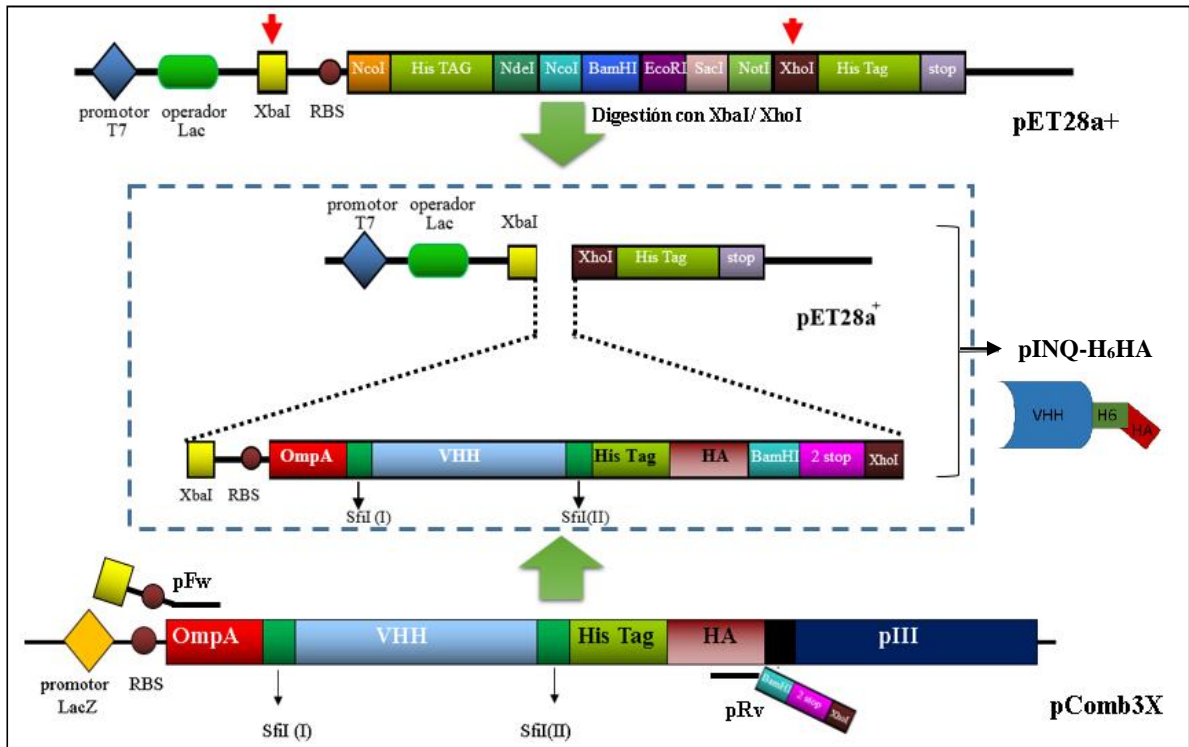 NcoI His TAG NdeI NcoI BamHI EcoRI SacI NotI XhoI His Tag stop
promotor T7
operador Lac
XbaI
RBS
pET28a+
Digestión con XbaI/ XhoI
promotor T7
operador Lac
XbaI
XhoI His Tag stop
pET28a+
pINQ-H6HA
VHH H6 HA
OmpA VHH His Tag HA BamHI 2 stop XhoI
XbaI RBS
SfiI (I)
SfiI(II)
pFw
OmpA VHH His Tag HA pIII
promotor LacZ
RBS
SfiI (I)
SfiI(II)
pRv
BamHI 2 stop XhoI
pComb3X